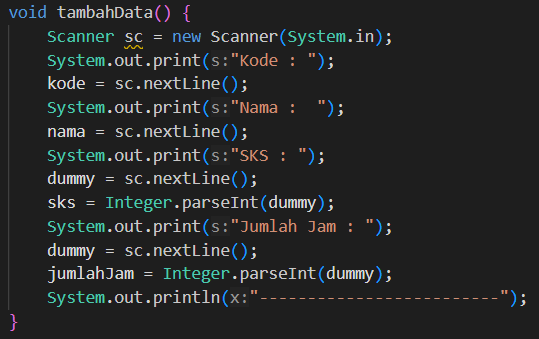 void tambahData() {
Scanner sc = new Scanner(System.in);
System.out.print(s:"Kode : ");
kode = sc.nextLine();
System.out.print(s:"Nama :  ");
nama = sc.nextLine();
System.out.print(s:"SKS : ");
dummy = sc.nextLine();
sks = Integer.parseInt(dummy);
System.out.print(s:"Jumlah Jam : ");
dummy = sc.nextLine();
jumlahJam = Integer.parseInt(dummy);
System.out.println(x:"-------------------------");
}